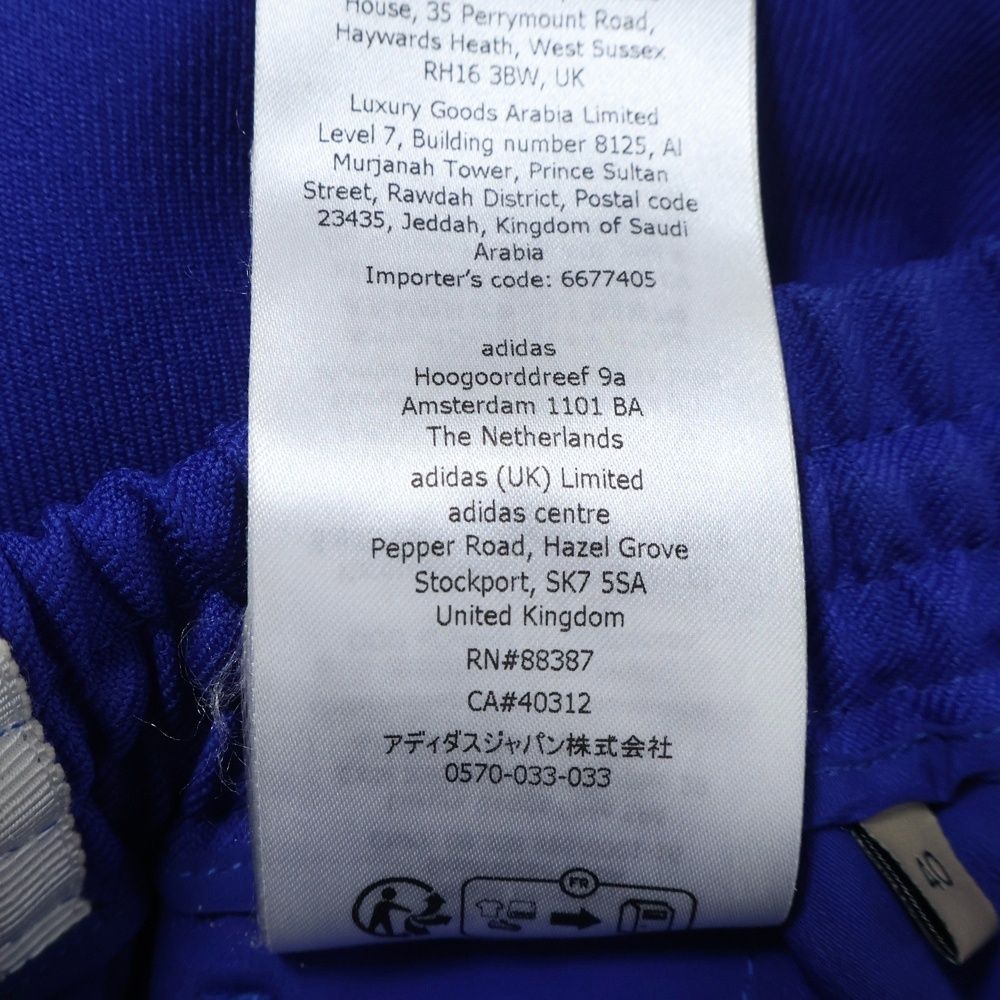 House, 35 Perrymount Road,
Haywards Heath, West Sussex
RH16 3BW, UK
Luxury Goods Arabia Limited
Level 7, Building number 8125, Al
Murjanah Tower, Prince Sultan
Street, Rawdah District, Postal code
23435, Jeddah, Kingdom of Saudi
Arabia
Importer's code: 6677405
adidas
Hoogoorddreef 9a
Amsterdam 1101 BA
The Netherlands
adidas (UK) Limited
adidas centre
Pepper Road, Hazel Grove
Stockport, SK7 5SA
United Kingdom
RN#88387
CA#40312
アディダスジャパン株式会社
0570-033-033
FR
40